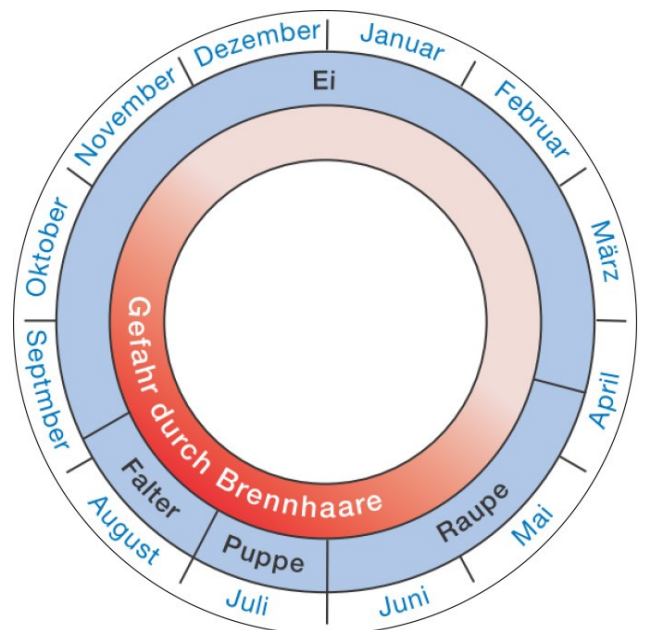 Januar
Februar
März
April
Mai
Juni
Juli
August
Septmber
Oktober
November
Dezember
Ei
Raupe
Puppe
Falter
Gefahr durch Brennhaare